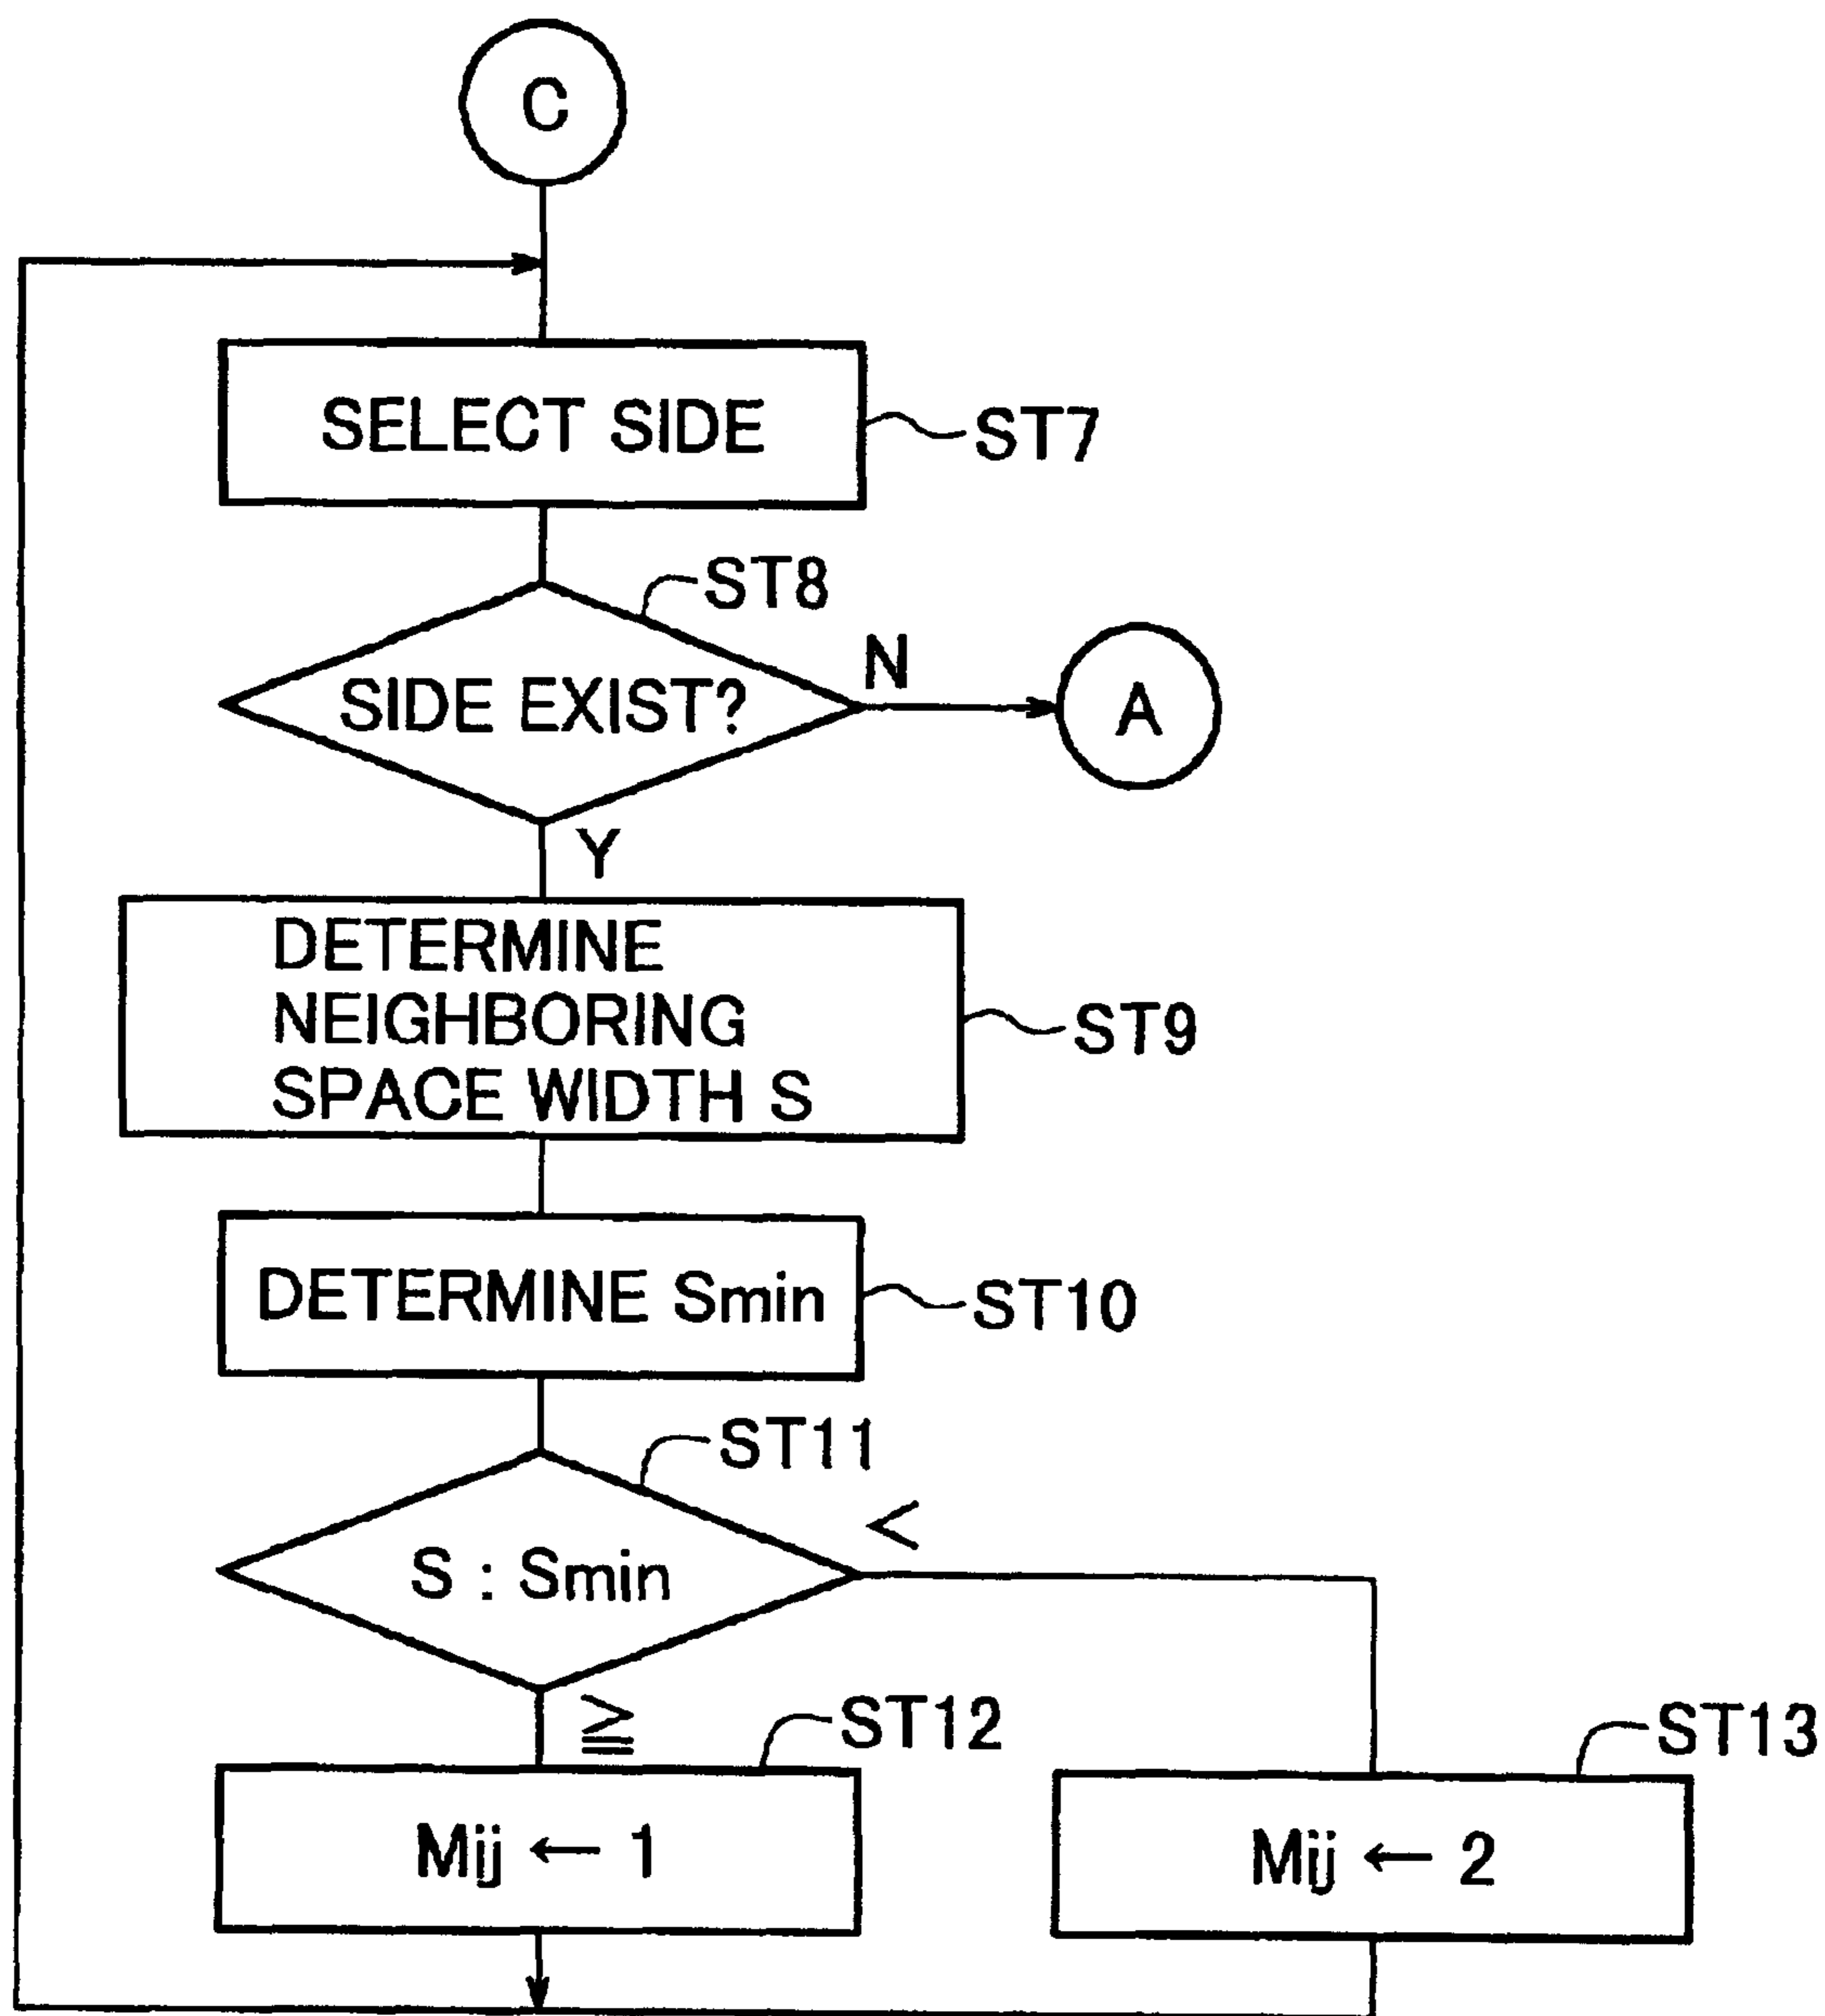 C
SELECT SIDE
ST7
ST8
SIDE EXIST?
N
A
Y
DETERMINE
NEIGHBORING
SPACE WIDTH S
ST9
DETERMINE Smin
ST10
ST11
<
S : Smin
≧
ST12
ST13
Mij ← 1
Mij ← 2